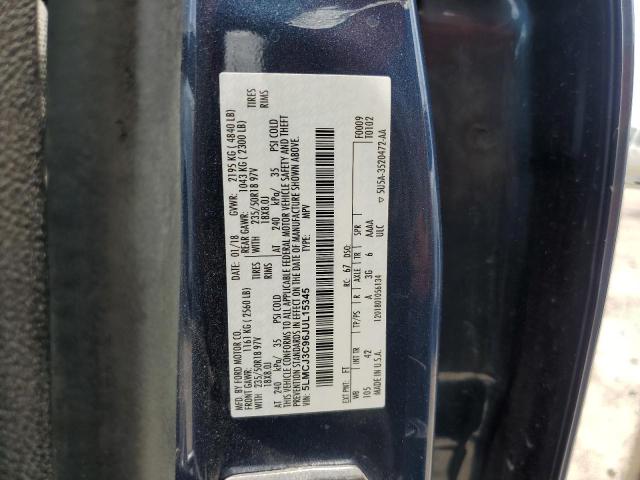 MFD. BY FORD MOTOR CO. DATE: 01/18 GVWR: 2195 KG ( 4840 LB)
FRONT GAWR: 1161 KG ( 2560 LB) REAR GAWR: 1043 KG ( 2300 LB)
WITH 235/50R18 97V TIRES WITH 235/50R18 97V TIRES
18X8.0J RIMS 18X8.0J RIMS
AT 240 kPa/ 35 PSI COLD AT 240 kPa/ 35 PSI COLD
THIS VEHICLE CONFORMS TO ALL APPLICABLE FEDERAL MOTOR VEHICLE SAFETY AND THEFT
PREVENTION STANDARDS IN EFFECT ON THE DATE OF MANUFACTURE SHOWN ABOVE.
VIN: 5LMCJ3C96JUL15345 TYPE: MPV
F0009
T0102
EXT PNT: FT RC: 67 DSO:
WB INT TR TP/PS R AXLE TR SPR
105 42 A 3G 6 AAAA
MADE IN U.S.A. UEC
1201801056134 ▽ 5U5A-3520472-AA